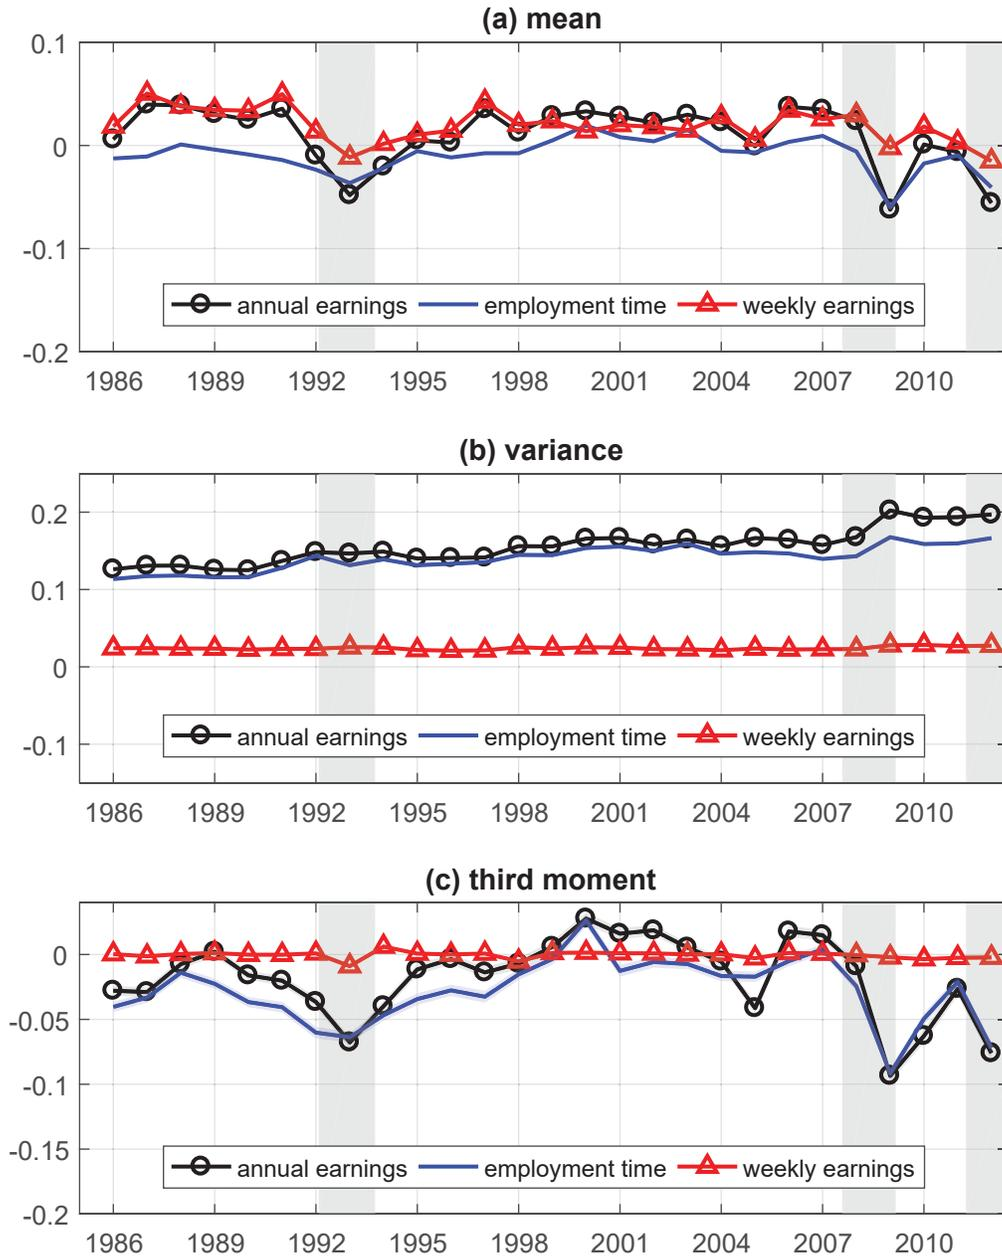 (a) mean
0.1
0
-0.1
annual earnings employment time weekly earnings
-0.2
1986 1989 1992 1995 1998 2001 2004 2007 2010
(b) variance
0.2
0.1
0
-0.1
annual earnings employment time weekly earnings
1986 1989 1992 1995 1998 2001 2004 2007 2010
(c) third moment
0
-0.05
-0.1
-0.15
annual earnings employment time weekly earnings
-0.2
1986 1989 1992 1995 1998 2001 2004 2007 2010